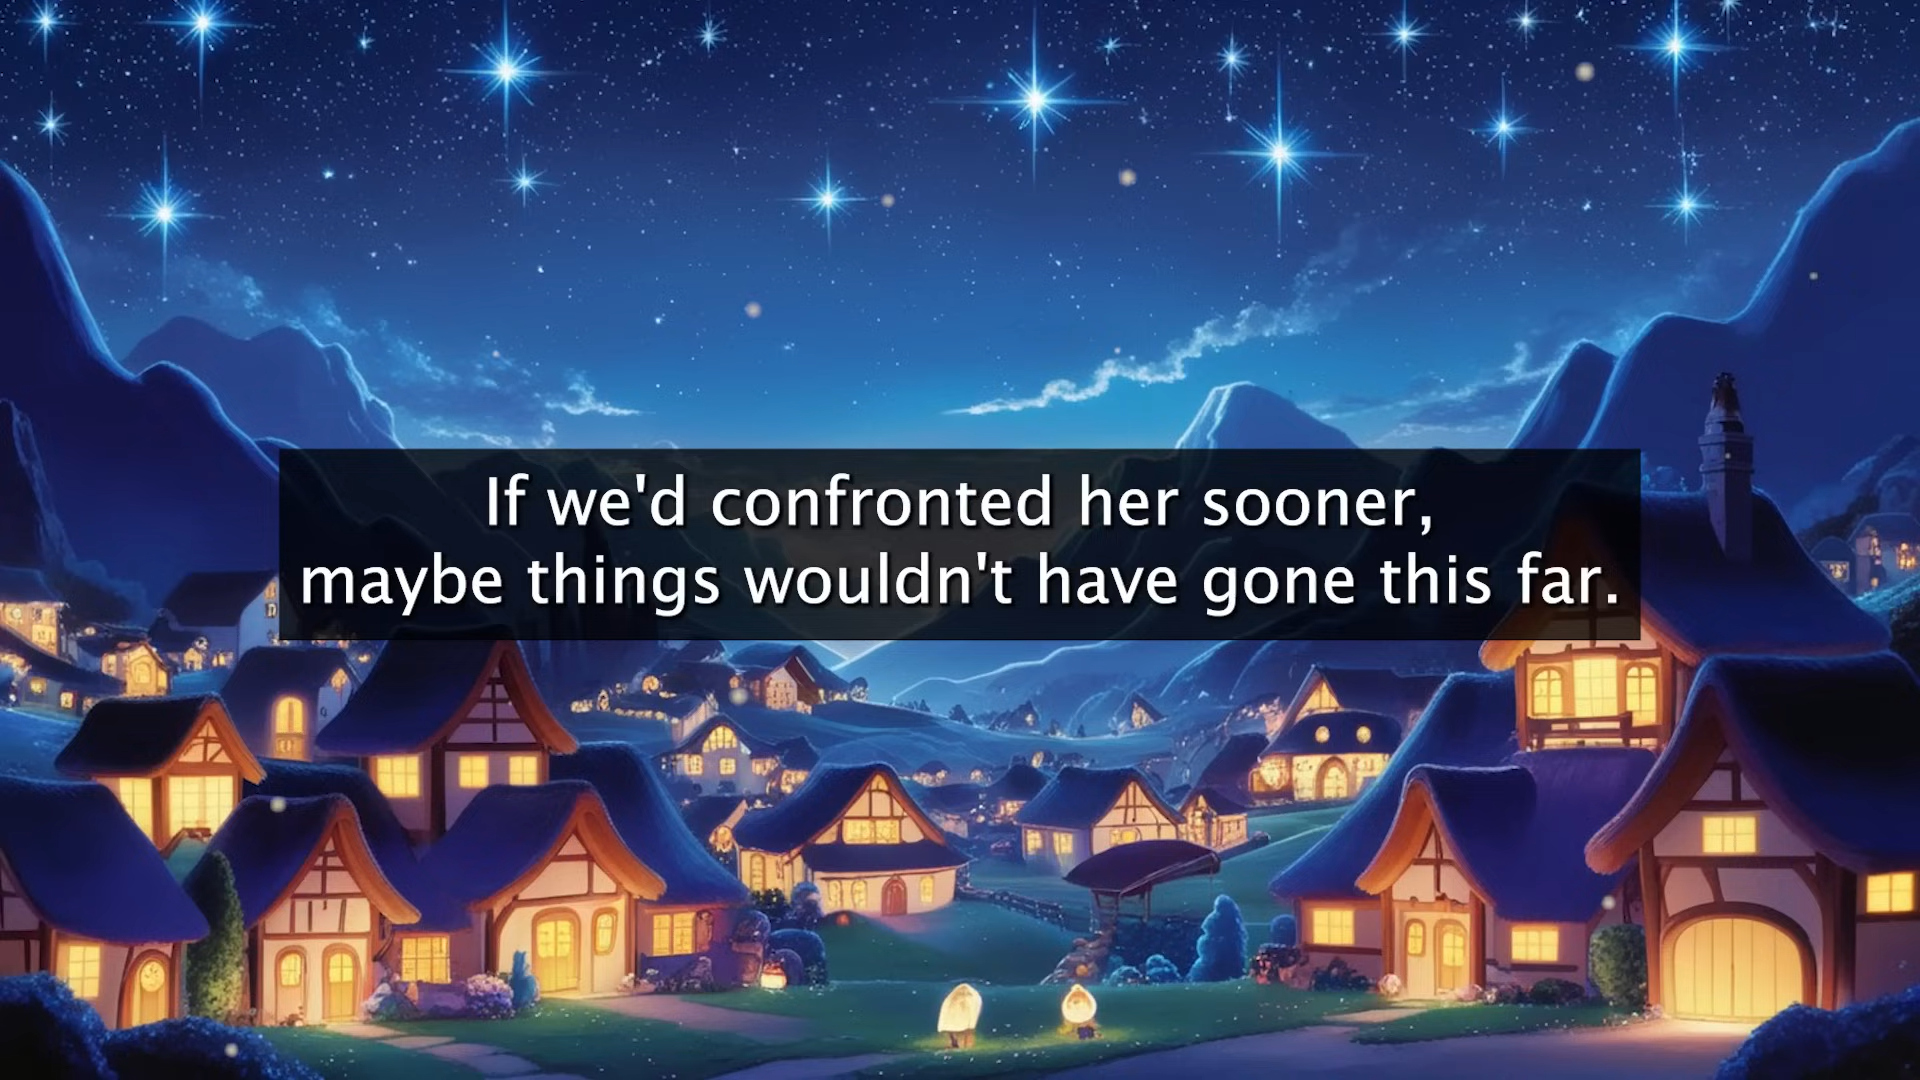 If we'd confronted her sooner,
maybe things wouldn't have gone this far.